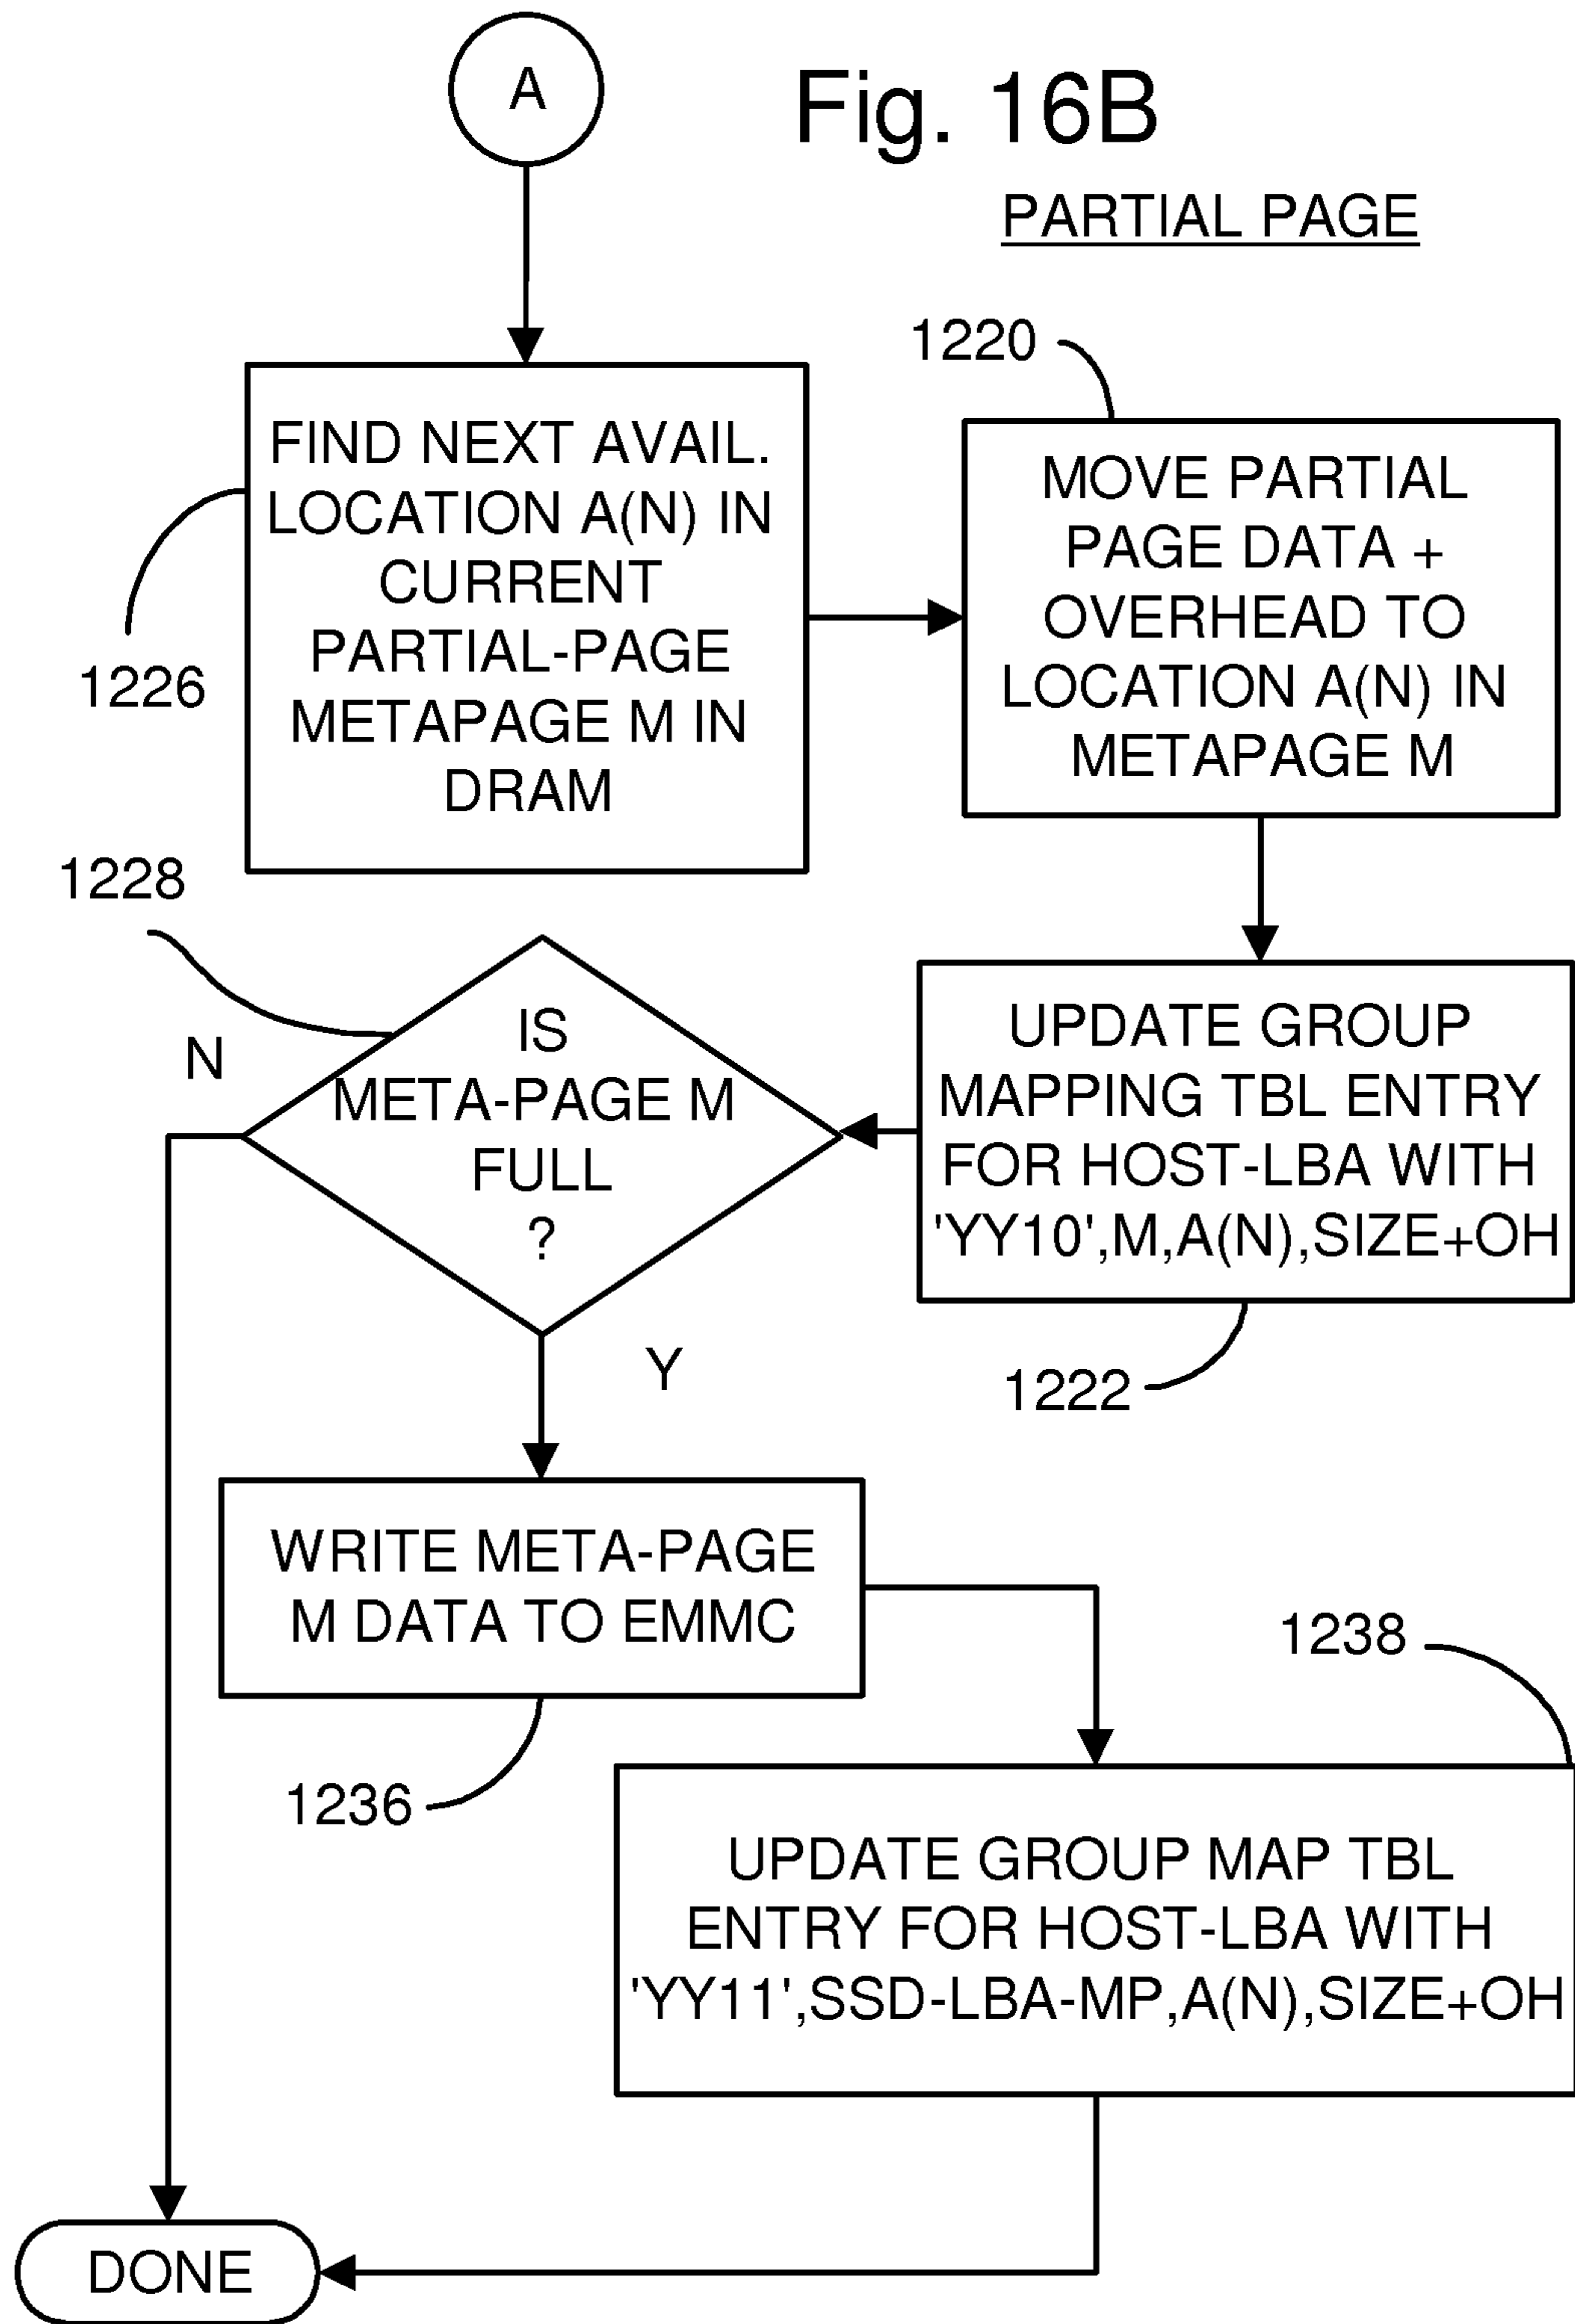 A
Fig. 16B
PARTIAL PAGE
1220
FIND NEXT AVAIL.
LOCATION A(N) IN
CURRENT
PARTIAL-PAGE
METAPAGE M IN
DRAM
1226
MOVE PARTIAL
PAGE DATA +
OVERHEAD TO
LOCATION A(N) IN
METAPAGE M
1228
N
IS
META-PAGE M
FULL
?
Y
UPDATE GROUP
MAPPING TBL ENTRY
FOR HOST-LBA WITH
'YY10',M,A(N),SIZE+OH
1222
WRITE META-PAGE
M DATA TO EMMC
1236
1238
UPDATE GROUP MAP TBL
ENTRY FOR HOST-LBA WITH
'YY11',SSD-LBA-MP,A(N),SIZE+OH
DONE